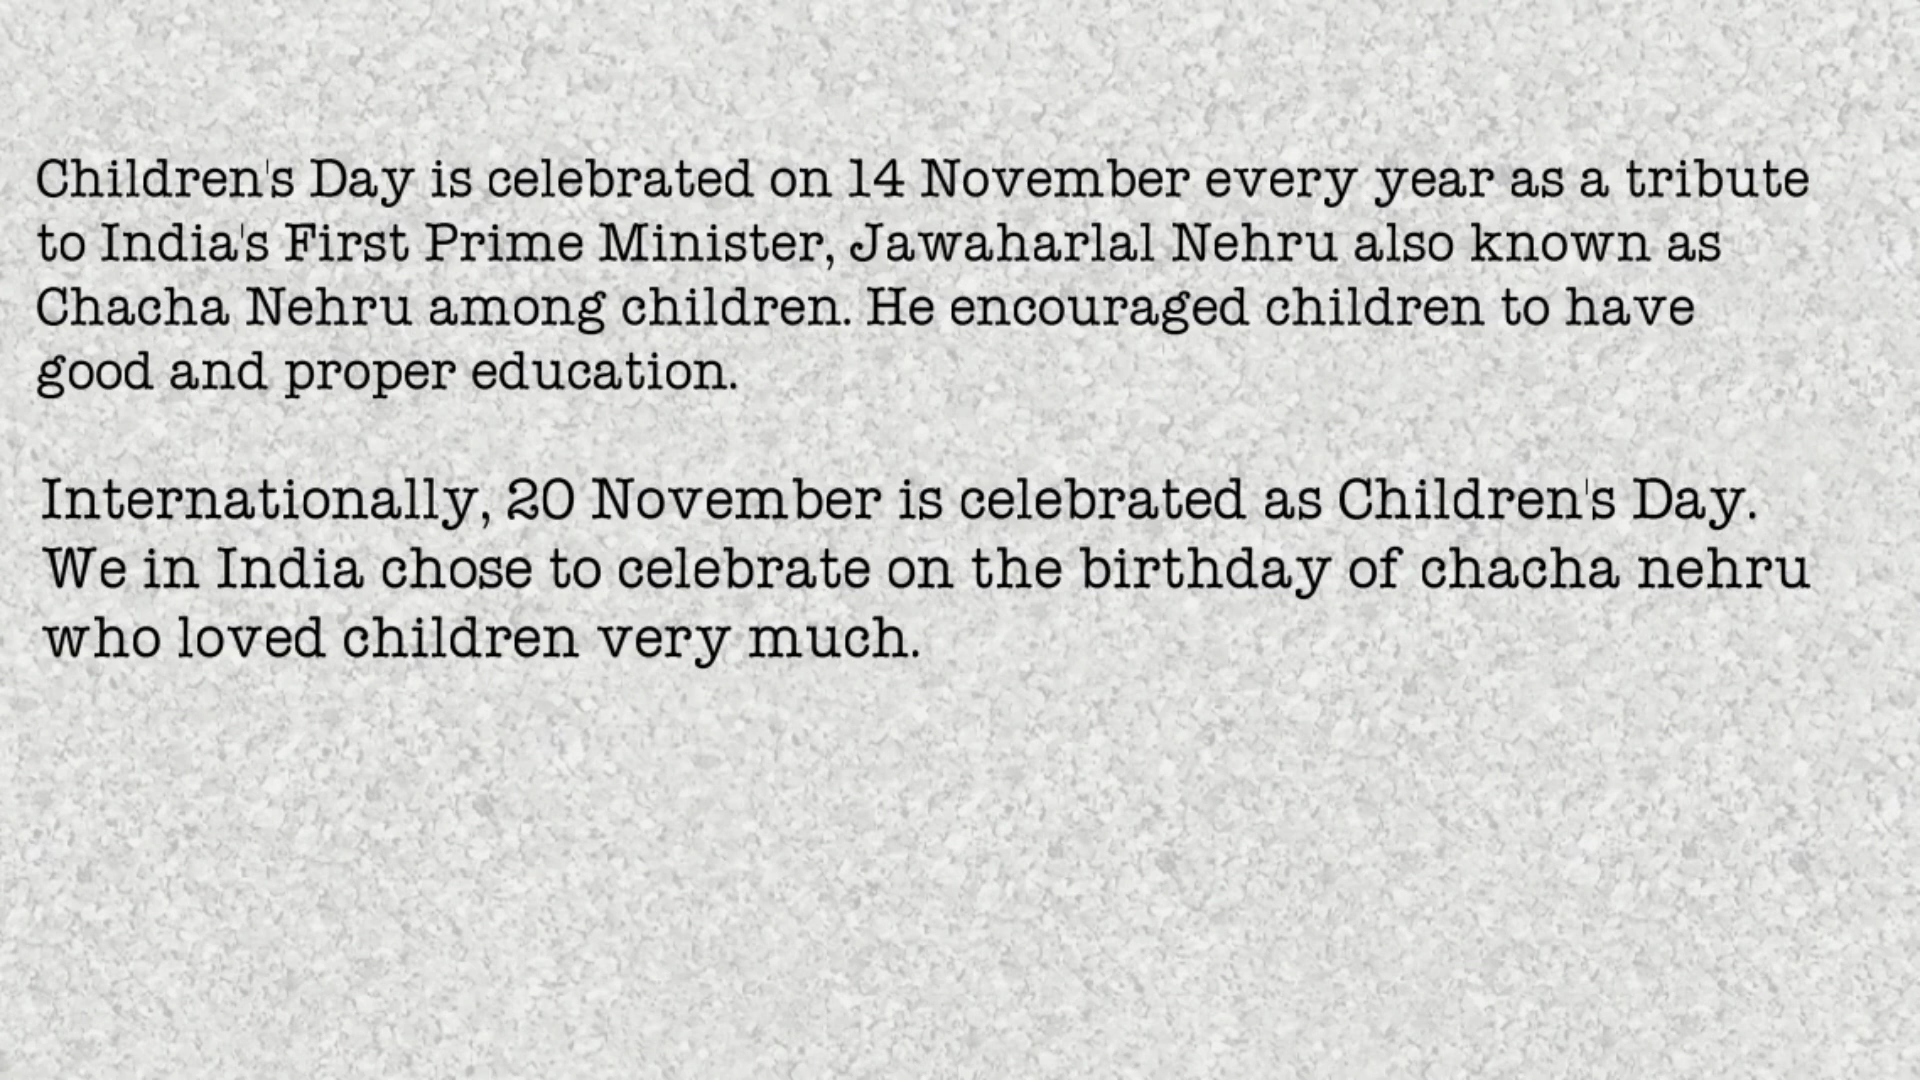 Children's Day is celebrated on 14 November every year as a tribute
to India's First Prime Minister, Jawaharlal Nehru also known as
Chacha Nehru among children. He encouraged children to have
good and proper education.
Internationally, 20 November is celebrated as Children's Day.
We in India chose to celebrate on the birthday of chacha nehru
who loved children very much.